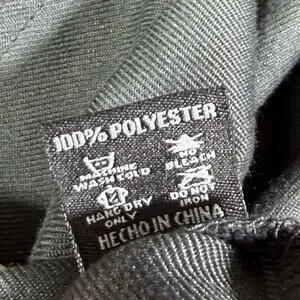 100% POLYESTER
MACHINE WASH COLD
NO BLEACH
HANG DRY ONLY
DO NOT IRON
HECHO IN CHINA